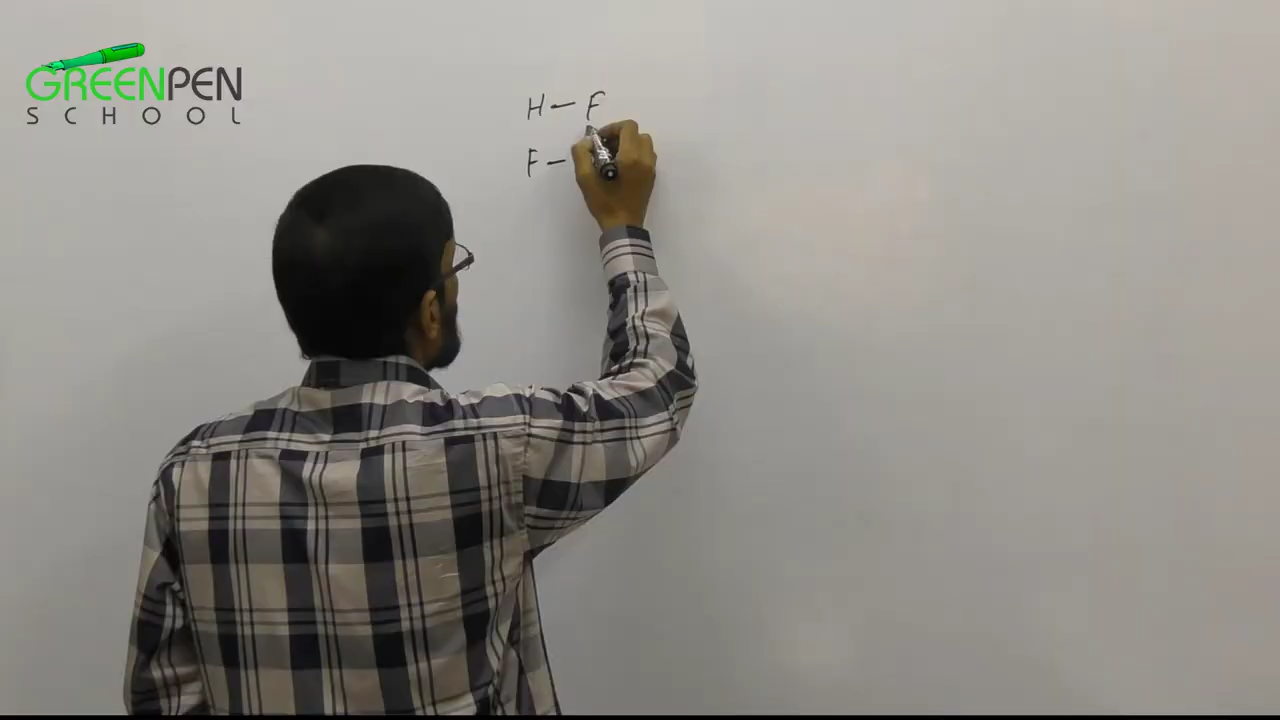 GREENPEN
SCHOOL
H — F
F —